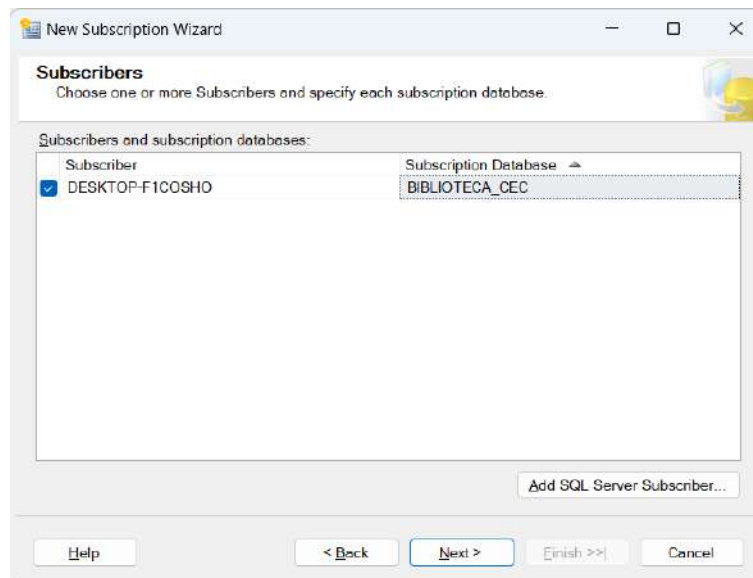 New Subscription Wizard
Subscribers
Choose one or more Subscribers and specify each subscription database.
Subscribers and subscription databases:
Subscriber Subscription Database
DESKTOP-F1COSHO BIBLIOTECA_CEC
Add SQL Server Subscriber...
Help < Back Next > Finish >>| Cancel